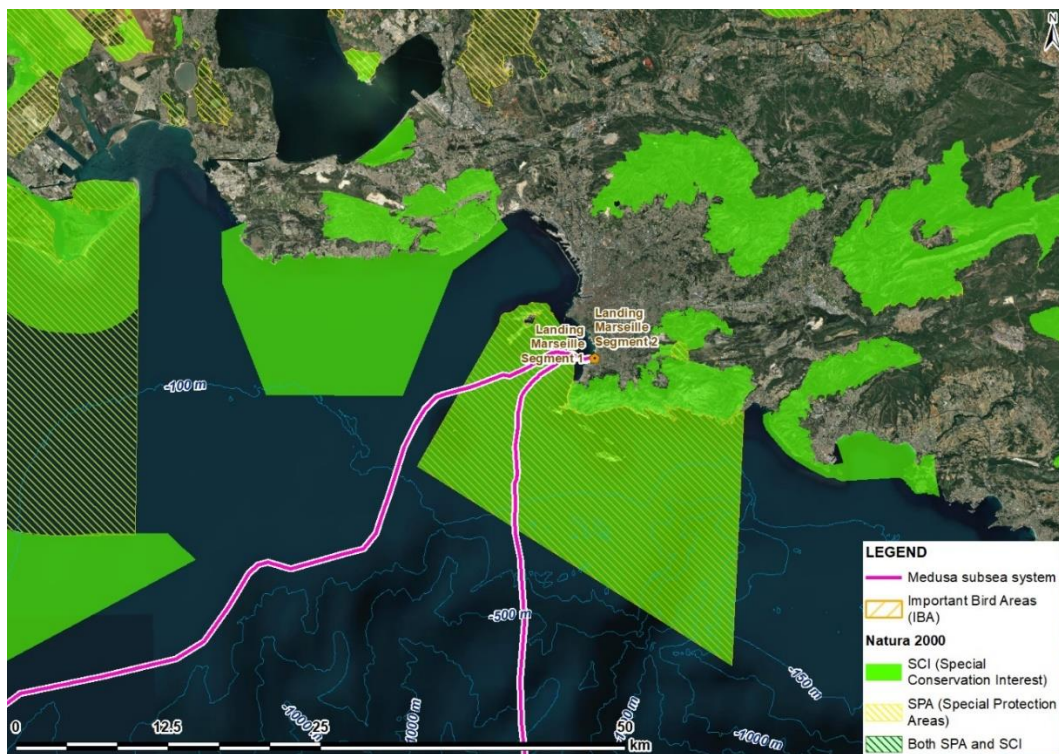 N
Landing
Marseille
Segment 1
Landing
Marseille
Segment 2
-100 m
-500 m
-150 m
-1000 m
-1000 m
-1000 m
LEGEND
Medusa subsea system
Important Bird Areas
(IBA)
Natura 2000
SCI (Special
Conservation Interest)
SPA (Special Protection
Areas)
Both SPA and SCI
0
12.5
25
50
km